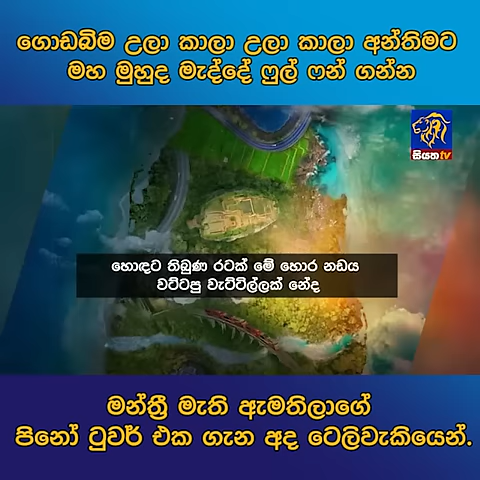 ගොඩබිම උලා කාලා උලා කාලා අන්තිමට
මහ මුහුද මැද්දේ ෆුල් ෆන් ගන්න
සියත tv
හොඳට තිබුණ රටක් මේ හොර නඩය
වට්ටපු වැට්ටිල්ලක් නේද
මන්ත්‍රී මැති ඇමතිලාගේ
පිනෝ ටුවර් එක ගැන අද ටෙලිවැකියෙන්.